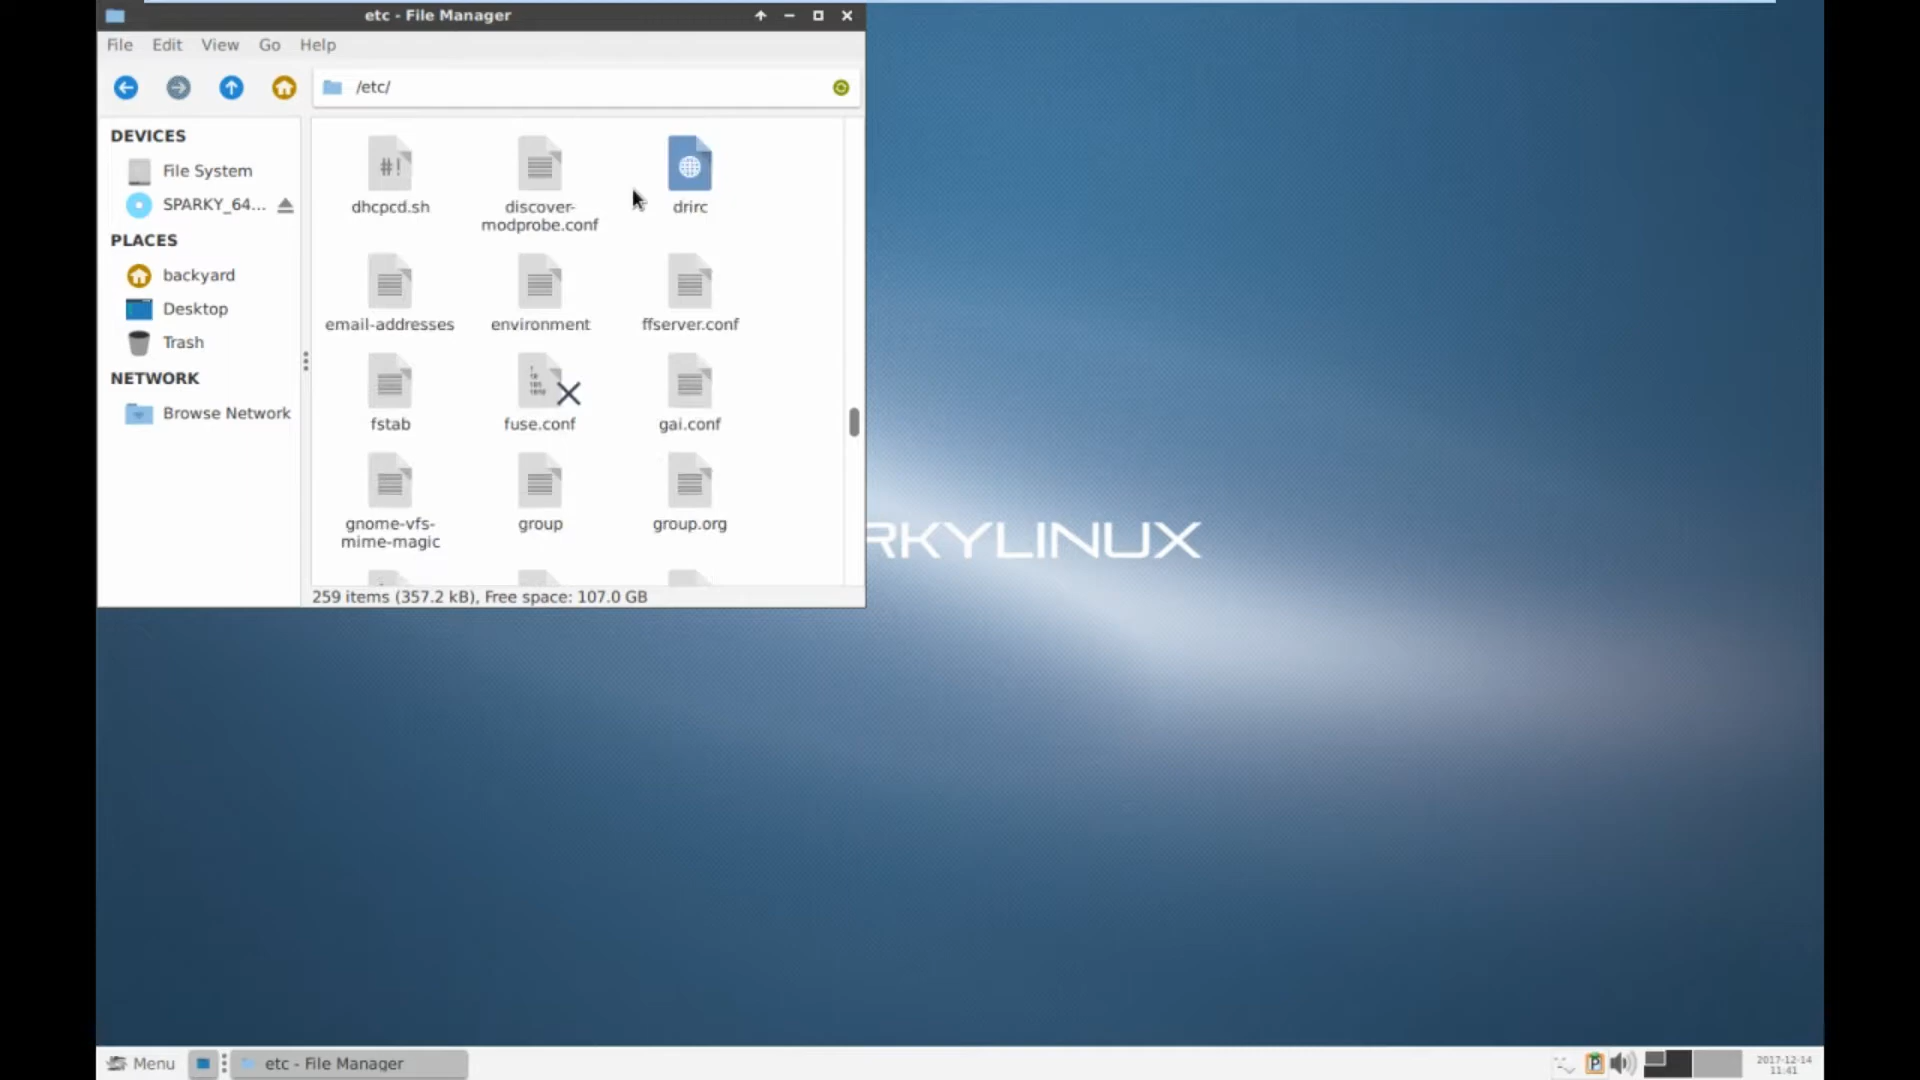 etc - File Manager
File Edit View Go Help
/etc/
DEVICES
File System
SPARKY_64...
PLACES
backyard
Desktop
Trash
NETWORK
Browse Network
#!
dhcpcd.sh
discover-
modprobe.conf
drirc
email-addresses
environment
ffserver.conf
fstab
fuse.conf
gai.conf
gnome-vfs-
mime-magic
group
group.org
259 items (357.2 kB), Free space: 107.0 GB
RKYLINUX
Menu
etc - File Manager
P
2017-12-14
11:41